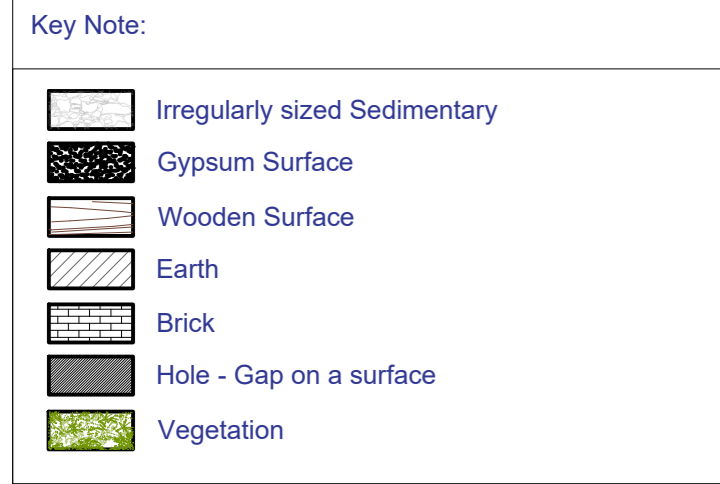 Key Note:
Irregularly sized Sedimentary
Gypsum Surface
Wooden Surface
Earth
Brick
Hole - Gap on a surface
Vegetation